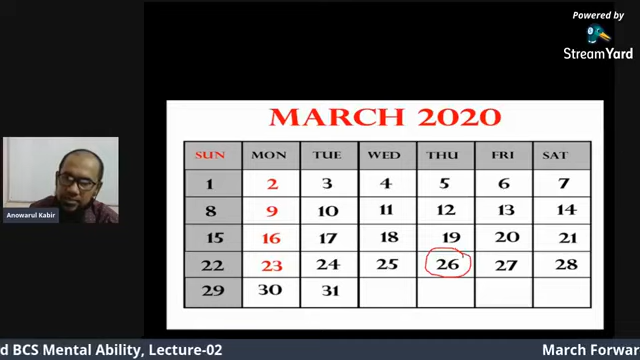 Powered by
StreamYard
MARCH 2020
SUN MON TUE WED THU FRI SAT
1 2 3 4 5 6 7
8 9 10 11 12 13 14
15 16 17 18 19 20 21
22 23 24 25 26 27 28
29 30 31
Anowarul Kabir
d BCS Mental Ability, Lecture-02
March Forwar